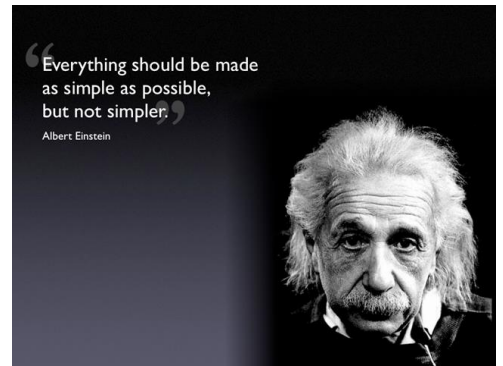 “Everything should be made
as simple as possible,
but not simpler.”
Albert Einstein